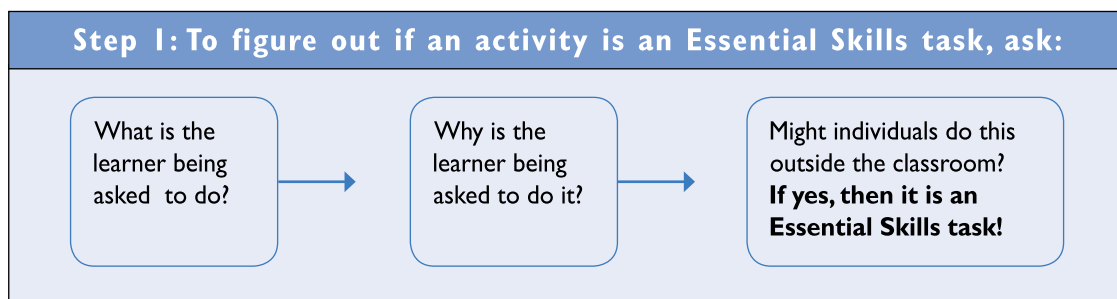 Step 1: To figure out if an activity is an Essential Skills task, ask:
What is the
learner being
asked to do?
Why is the
learner being
asked to do it?
Might individuals do this
outside the classroom?
If yes, then it is an
Essential Skills task!